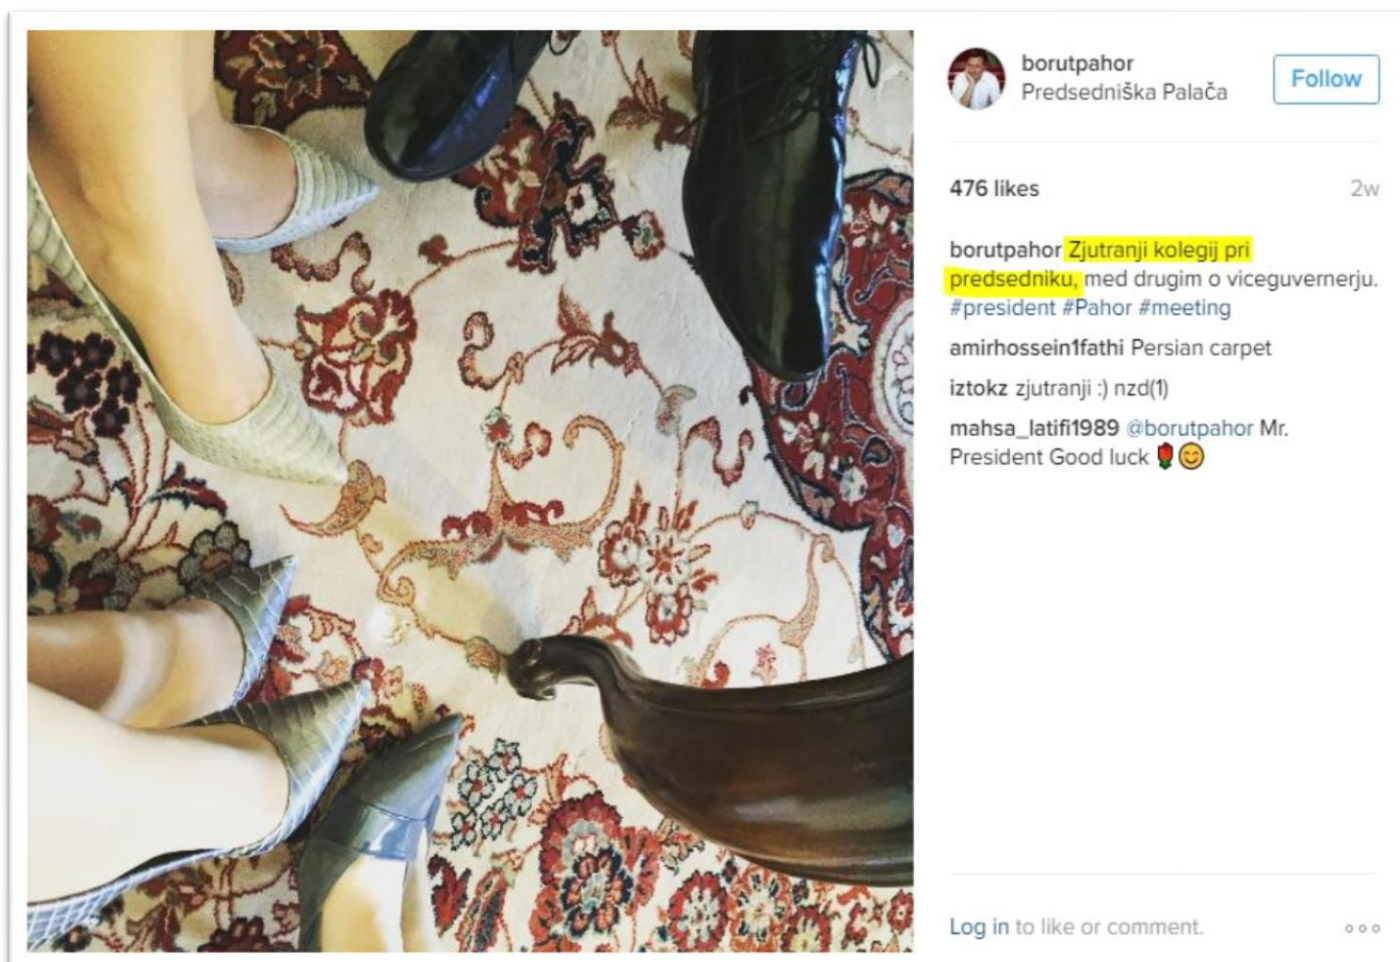 borutpahor
Predsedniška Palača
Follow
476 likes
2w
borutpahor Zjutranji kolegij pri
predsedniku, med drugim o viceguvernerju.
#president #Pahor #meeting
amirhossein1fathi Persian carpet
iztokz zjutranji :) nzd(1)
mahsa_latifi1989 @borutpahor Mr.
President Good luck 🌹😊
Log in to like or comment.